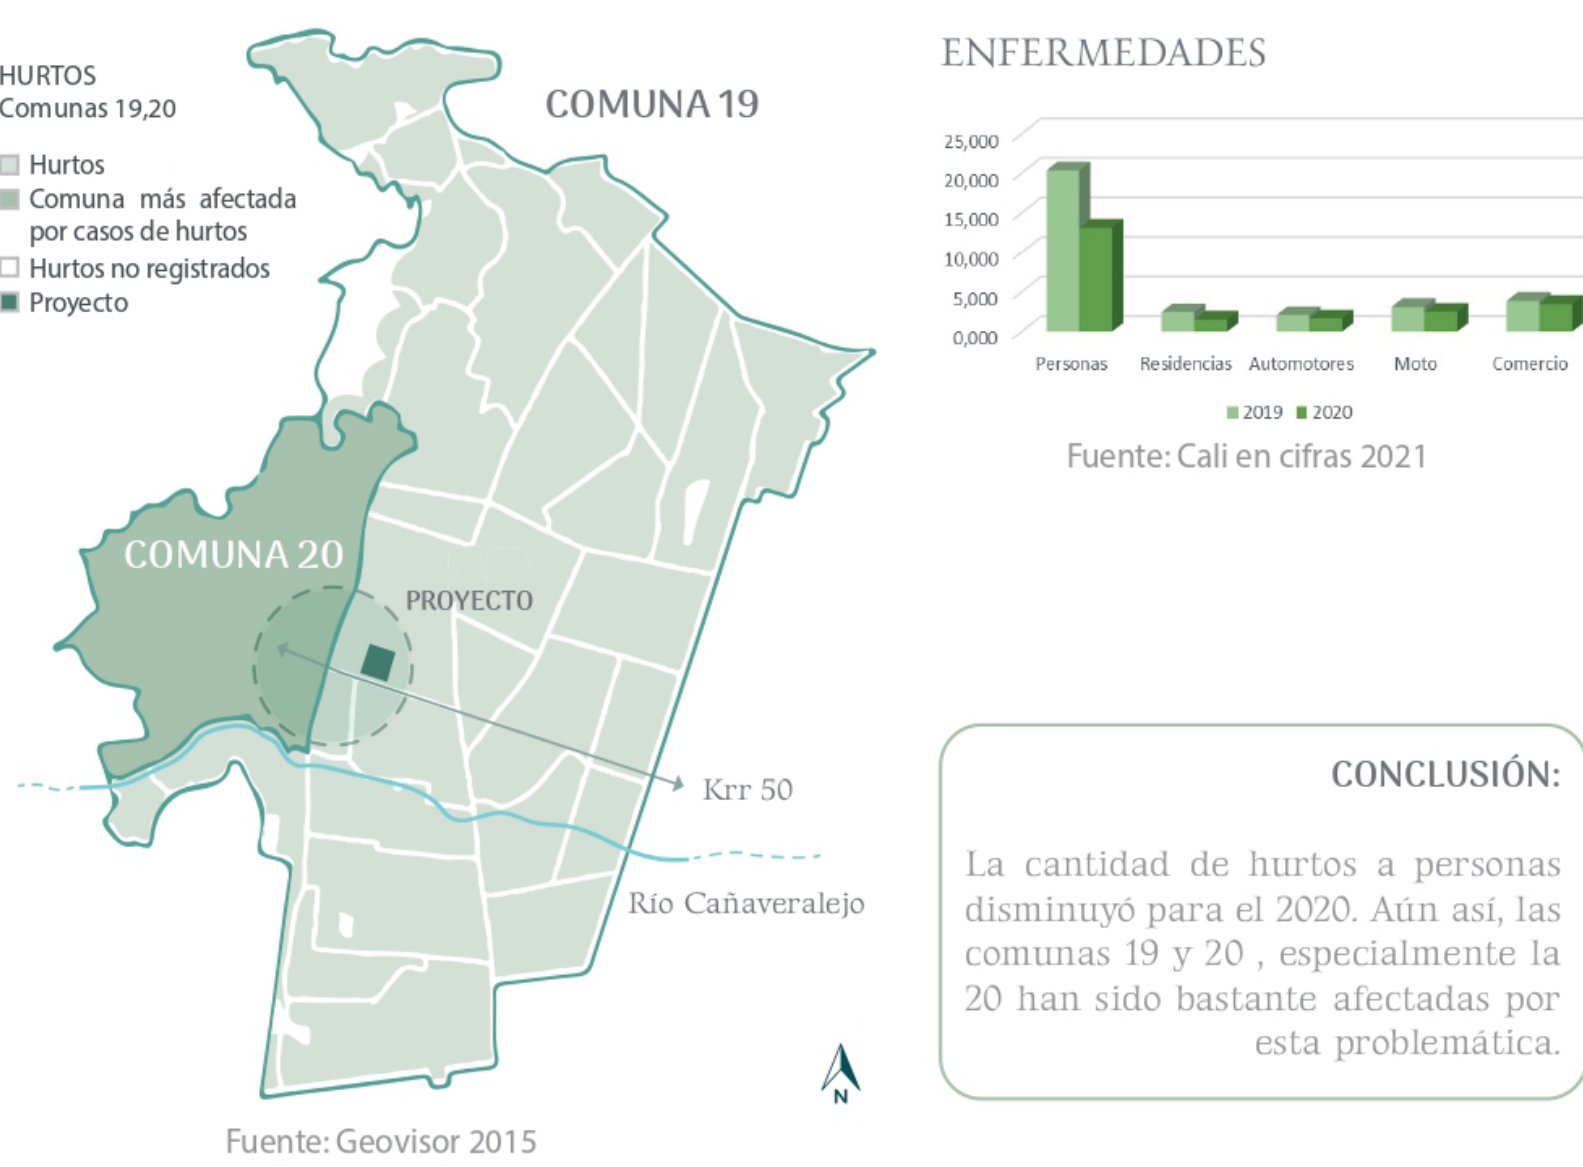 HURTOS
Comunas 19,20
Hurtos
Comuna más afectada
por casos de hurtos
Hurtos no registrados
Proyecto
COMUNA 19
COMUNA 20
PROYECTO
Krr 50
Río Cañaveralejo
N
Fuente: Geovisor 2015
ENFERMEDADES
25,000
20,000
15,000
10,000
5,000
0,000
Personas Residencias Automotores Moto Comercio
2019 2020
Fuente: Cali en cifras 2021
CONCLUSIÓN:
La cantidad de hurtos a personas
disminuyó para el 2020. Aún así, las
comunas 19 y 20 , especialmente la
20 han sido bastante afectadas por
esta problemática.